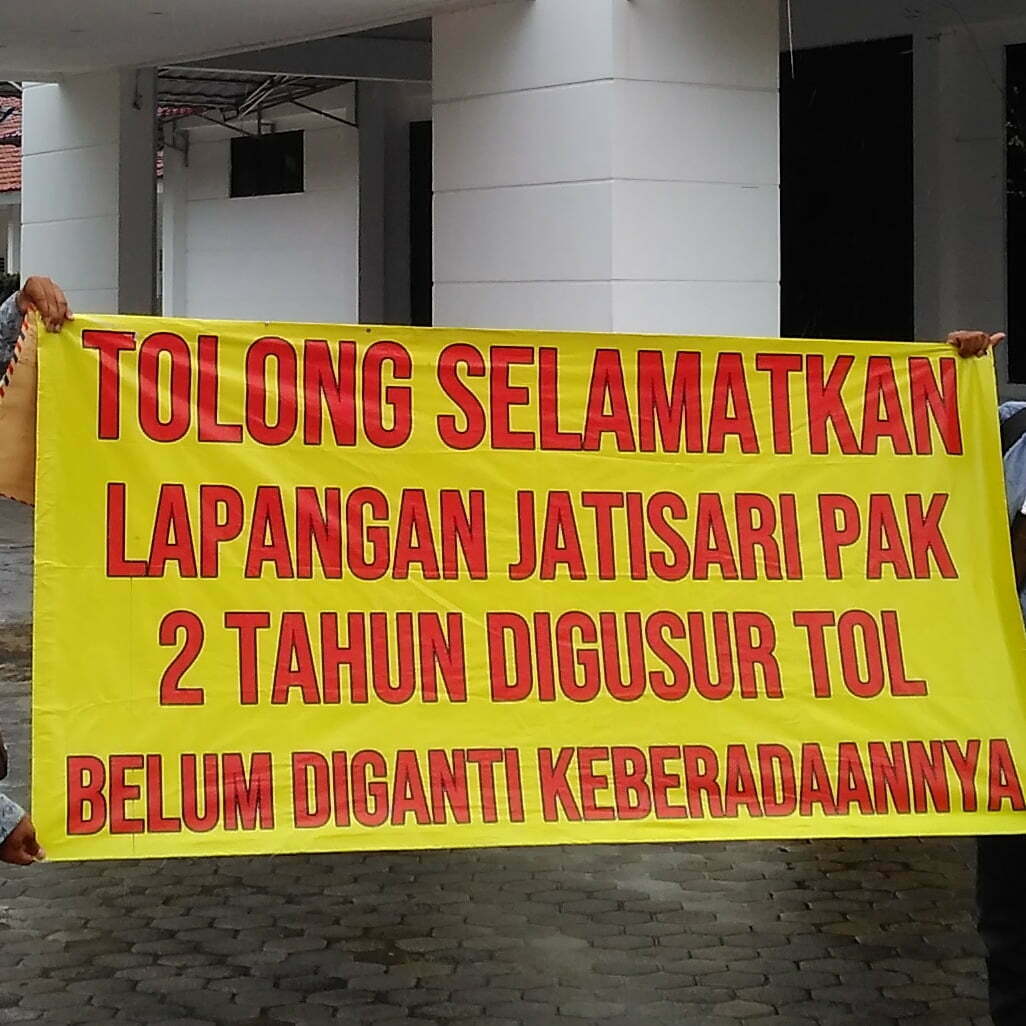 TOLONG SELAMATKAN
LAPANGAN JATISARI PAK
2 TAHUN DIGUSUR TOL
BELUM DIGANTI KEBERADAANNYA